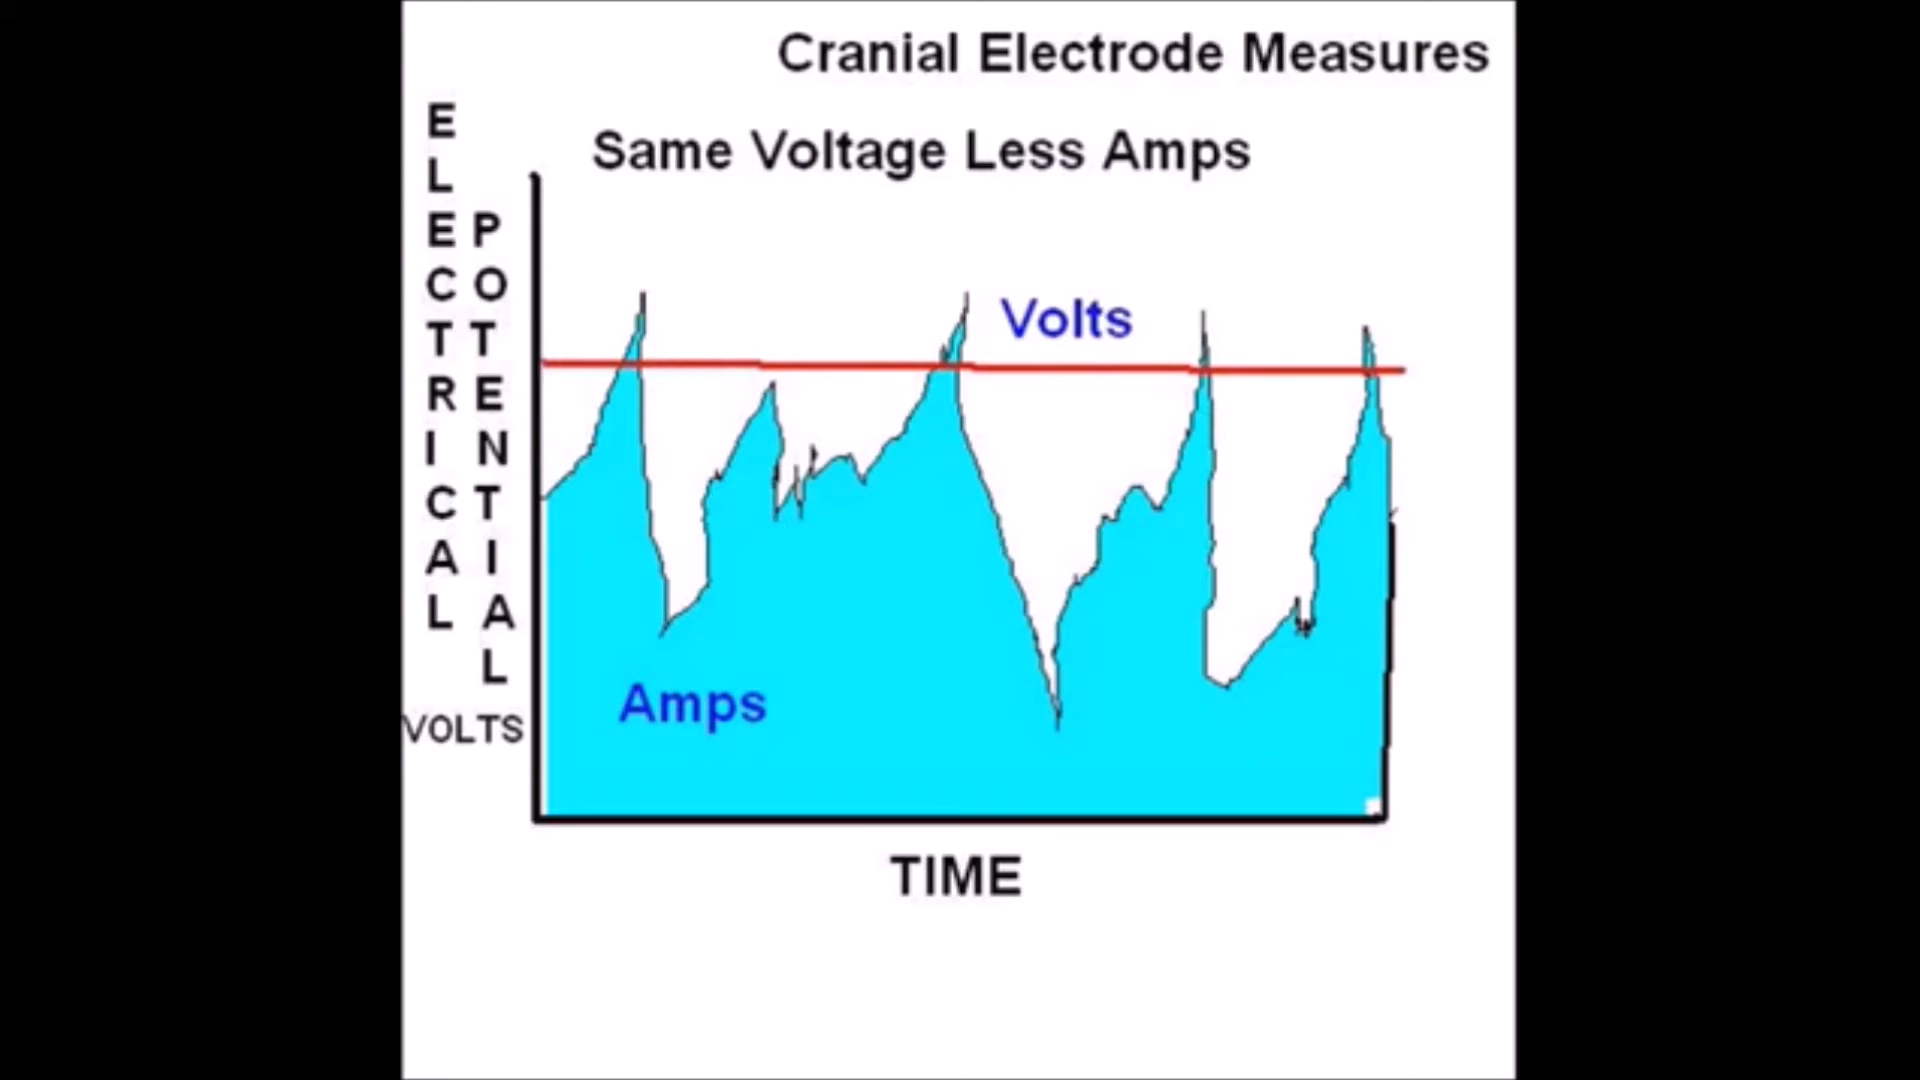 Cranial Electrode Measures
Same Voltage Less Amps
ELECTRICAL
POTENTIAL
VOLTS
Volts
Amps
TIME